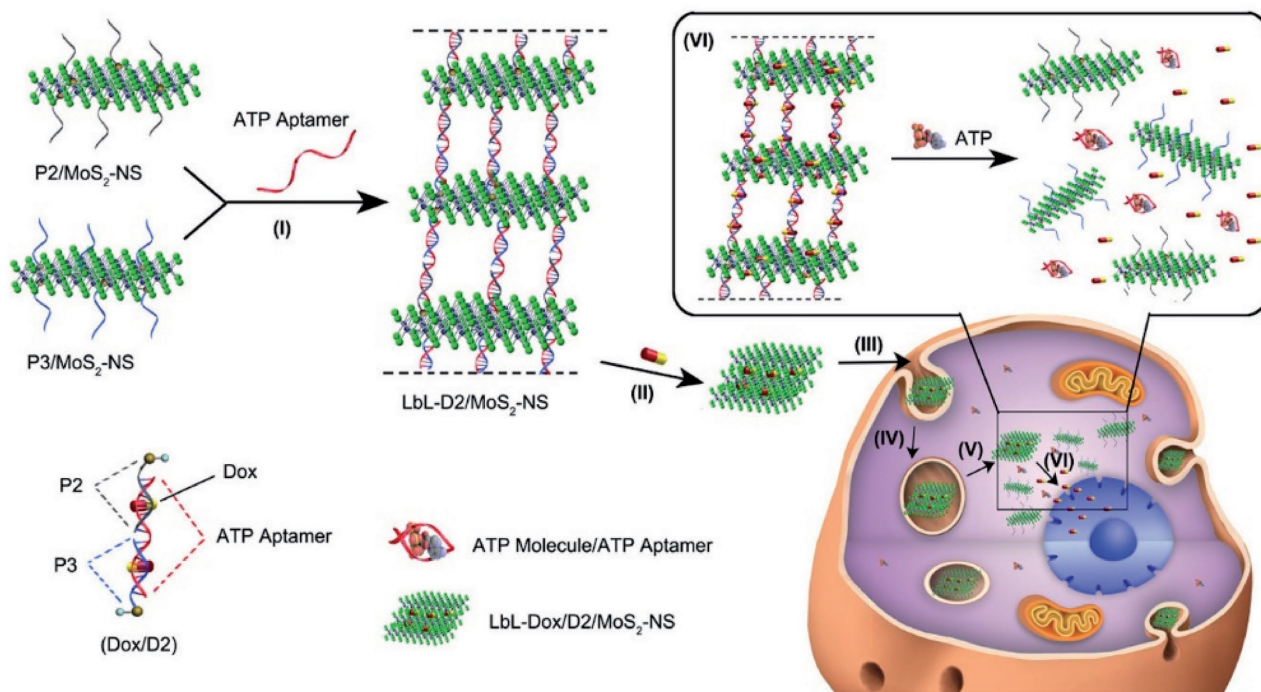 P2/MoS₂-NS
P3/MoS₂-NS
ATP Aptamer
(I)
LbL-D2/MoS₂-NS
(II)
(III)
(VI)
ATP
(IV)
(V)
(VI)
P2
Dox
P3
ATP Aptamer
(Dox/D2)
ATP Molecule/ATP Aptamer
LbL-Dox/D2/MoS₂-NS